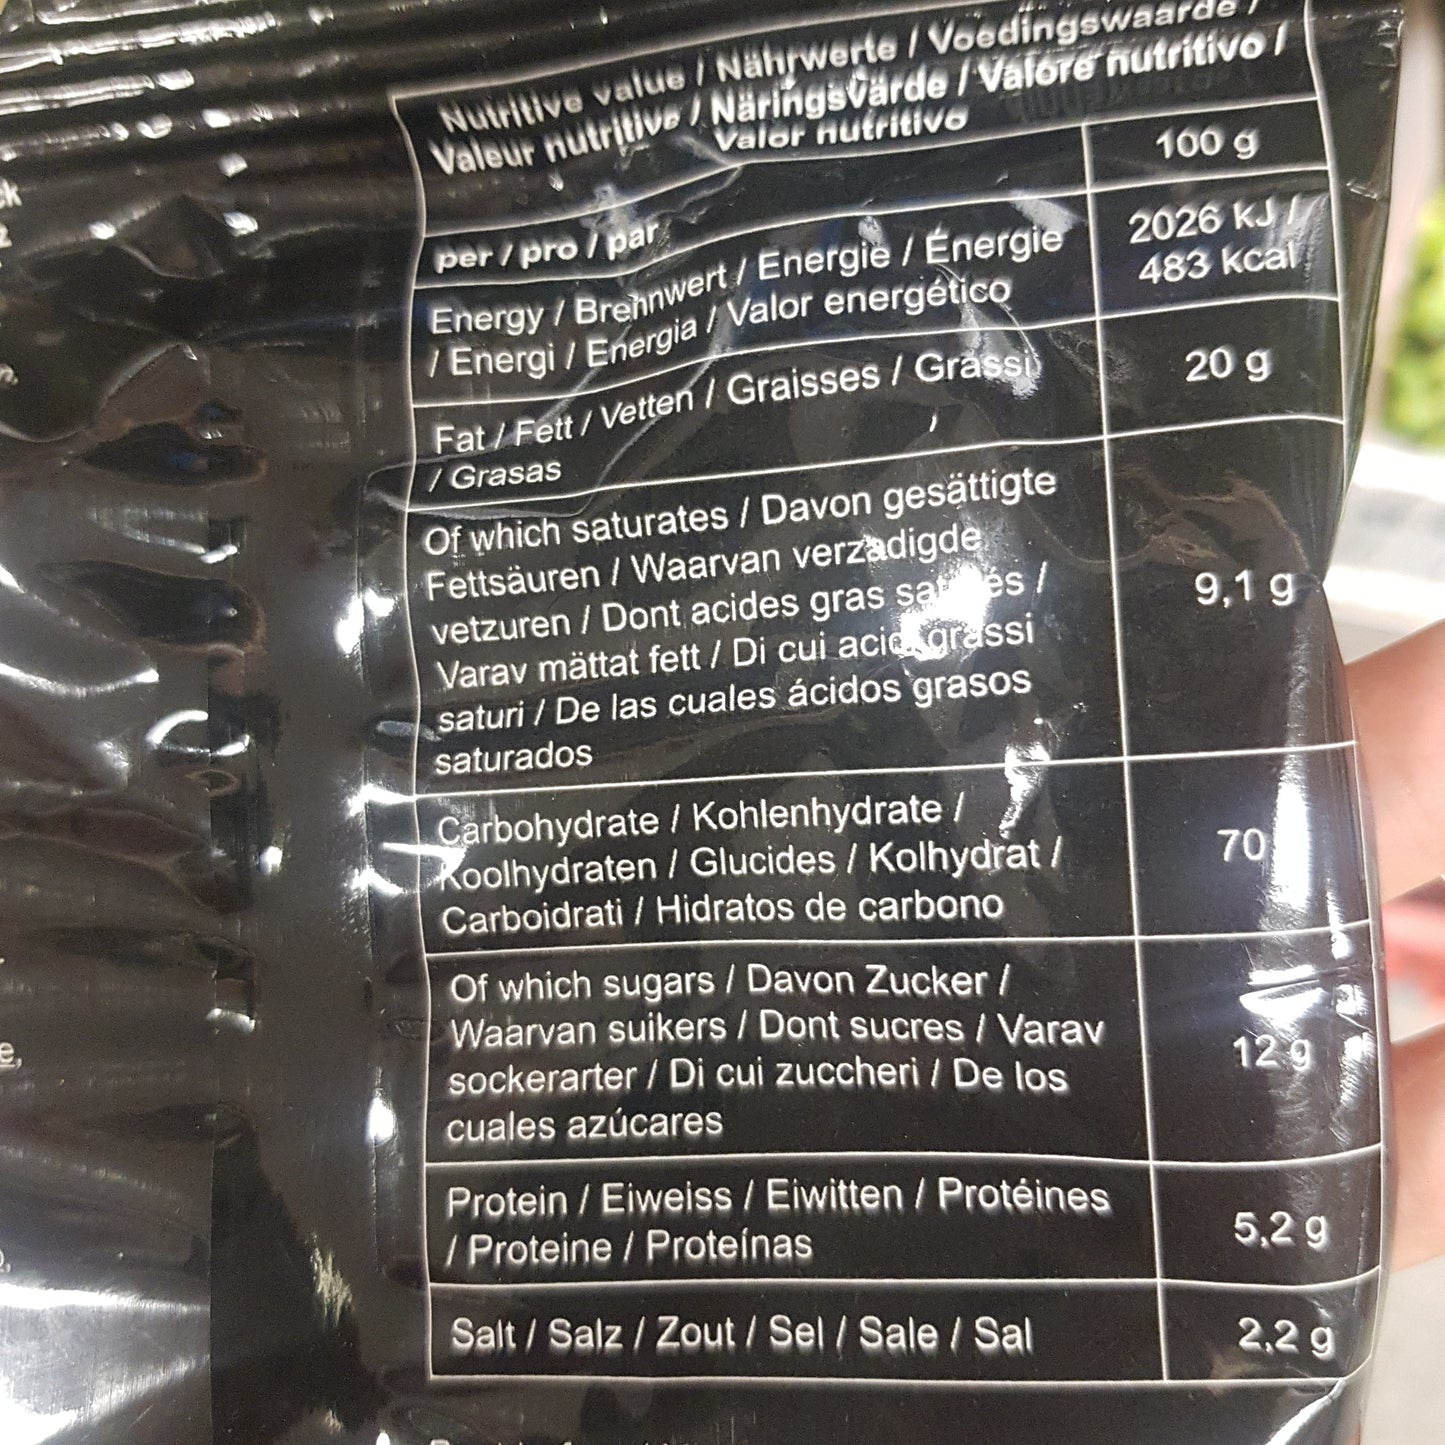 Nutritive value / Nährwerte / Voedingswaarde /
Valeur nutritive / Näringsvärde / Valore nutritivo /
Valor nutritivo
per / pro / par
100 g
Energy / Brennwert / Energie / Énergie
/ Energi / Energia / Valor energético
2026 kJ /
483 kcal
Fat / Fett / Vetten / Graisses / Grassi
/ Grasas
20 g
Of which saturates / Davon gesättigte
Fettsäuren / Waarvan verzadigde
vetzuren / Dont acides gras /
Varav mättat fett / Di cui grassi
saturi / De las cuales ácidos grasos
saturados
9,1 g
Carbohydrate / Kohlenhydrate /
Koolhydraten / Glucides / Kolhydrat /
Carboidrati / Hidratos de carbono
70
Of which sugars / Davon Zucker /
Waarvan suikers / Dont sucres / Varav
sockerarter / Di cui zuccheri / De los
cuales azúcares
12 g
Protein / Eiweiss / Eiwitten / Protéines
/ Proteine / Proteínas
5,2 g
Salt / Salz / Zout / Sel / Sale / Sal
2,2 g